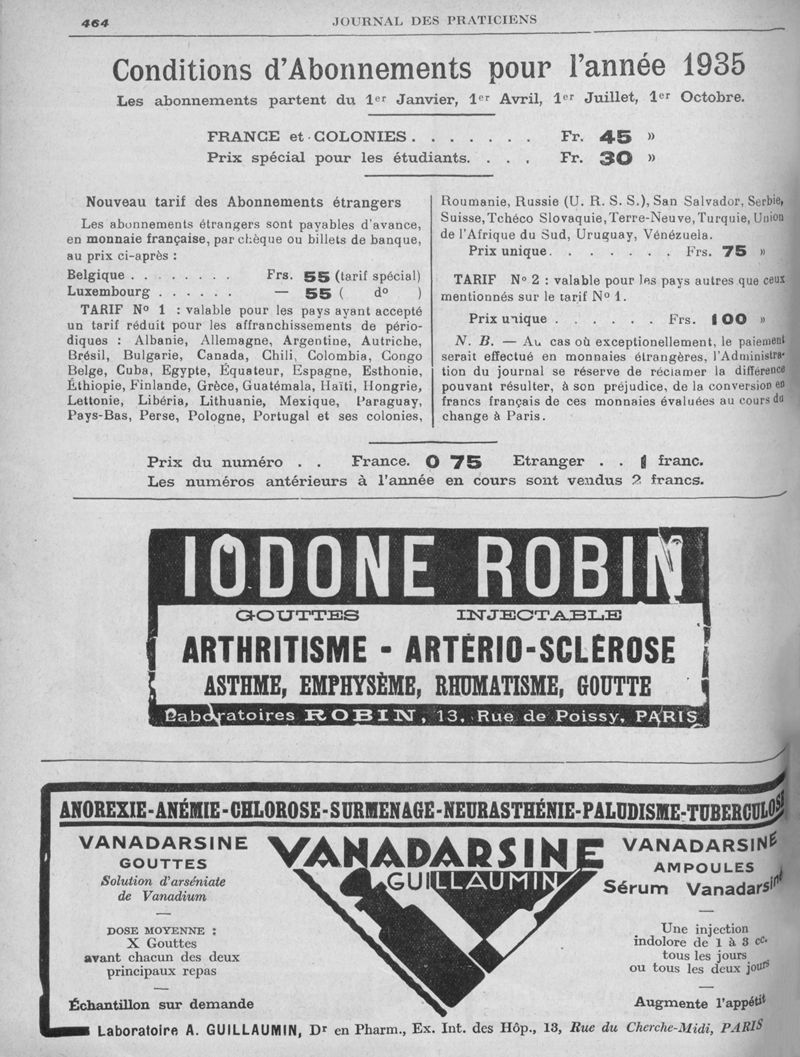 464
JOURNAL DES PRATICIENS
Conditions d'Abonnements pour l'année 1935
Les abonnements partent du 1er Janvier, 1er Avril, 1er Juillet, 1er Octobre.
FRANCE et COLONIES . . . . . . . Fr. 45 »
Prix spécial pour les étudiants. . . . Fr. 30 »
Nouveau tarif des Abonnements étrangers
Les abonnements étrangers sont payables d'avance,
en monnaie française, par chèque ou billets de banque,
au prix ci-après :
Belgique . . . . . . . . Frs. 55 (tarif spécial)
Luxembourg . . . . . . — 55 ( do )
TARIF No 1 : valable pour les pays ayant accepté
un tarif réduit pour les affranchissements de pério-
diques : Albanie, Allemagne, Argentine, Autriche,
Brésil, Bulgarie, Canada, Chili, Colombia, Congo
Belge, Cuba, Egypte, Équateur, Espagne, Esthonie,
Éthiopie, Finlande, Grèce, Guatémala, Haïti, Hongrie,
Lettonie, Libéria, Lithuanie, Mexique, Paraguay,
Pays-Bas, Perse, Pologne, Portugal et ses colonies,
Roumanie, Russie (U. R. S. S.), San Salvador, Serbie,
Suisse, Tchéco Slovaquie, Terre-Neuve, Turquie, Union
de l'Afrique du Sud, Uruguay, Vénézuela.
Prix unique. . . . . . . . Frs. 75 »
TARIF No 2 : valable pour les pays autres que ceux
mentionnés sur le tarif No 1.
Prix unique . . . . . . Frs. 100 »
N. B. — Au cas où exceptionellement, le paiement
serait effectué en monnaies étrangères, l'Administra-
tion du journal se réserve de réclamer la différence
pouvant résulter, à son préjudice, de la conversion en
francs français de ces monnaies évaluées au cours du
change à Paris.
Prix du numéro . . France. 0 75 Etranger . . 1 franc.
Les numéros antérieurs à l'année en cours sont vendus 2 francs.
IODONE ROBIN
GOUTTES INJECTABLE
ARTHRITISME - ARTÉRIO-SCLÉROSE
ASTHME, EMPHYSÈME, RHUMATISME, GOUTTE
Laboratoires ROBIN, 13, Rue de Poissy, PARIS
ANOREXIE-ANÉMIE-CHLOROSE-SURMENAGE-NEURASTHÉNIE-PALUDISME-TUBERCULOSE
VANADARSINE
GOUTTES
Solution d'arséniate
de Vanadium
DOSE MOYENNE :
X Gouttes
avant chacun des deux
principaux repas
Échantillon sur demande
VANADARSINE
GUILLAUMIN
VANADARSINE
AMPOULES
Sérum Vanadarsiné
Une injection
indolore de 1 à 3 cc.
tous les jours
ou tous les deux jours
Augmente l'appétit
Laboratoire A. GUILLAUMIN, Dr en Pharm., Ex. Int. des Hôp., 13, Rue du Cherche-Midi, PARIS